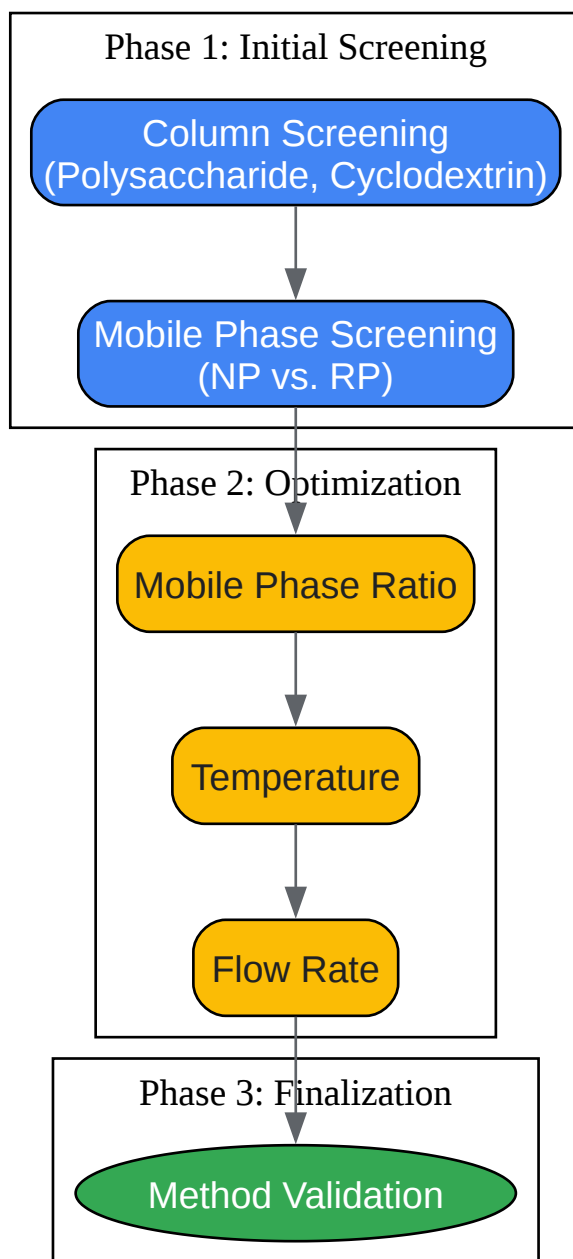 Phase 1: Initial Screening
Column Screening
(Polysaccharide, Cyclodextrin)
Mobile Phase Screening
(NP vs. RP)
Phase 2: Optimization
Mobile Phase Ratio
Temperature
Flow Rate
Phase 3: Finalization
Method Validation